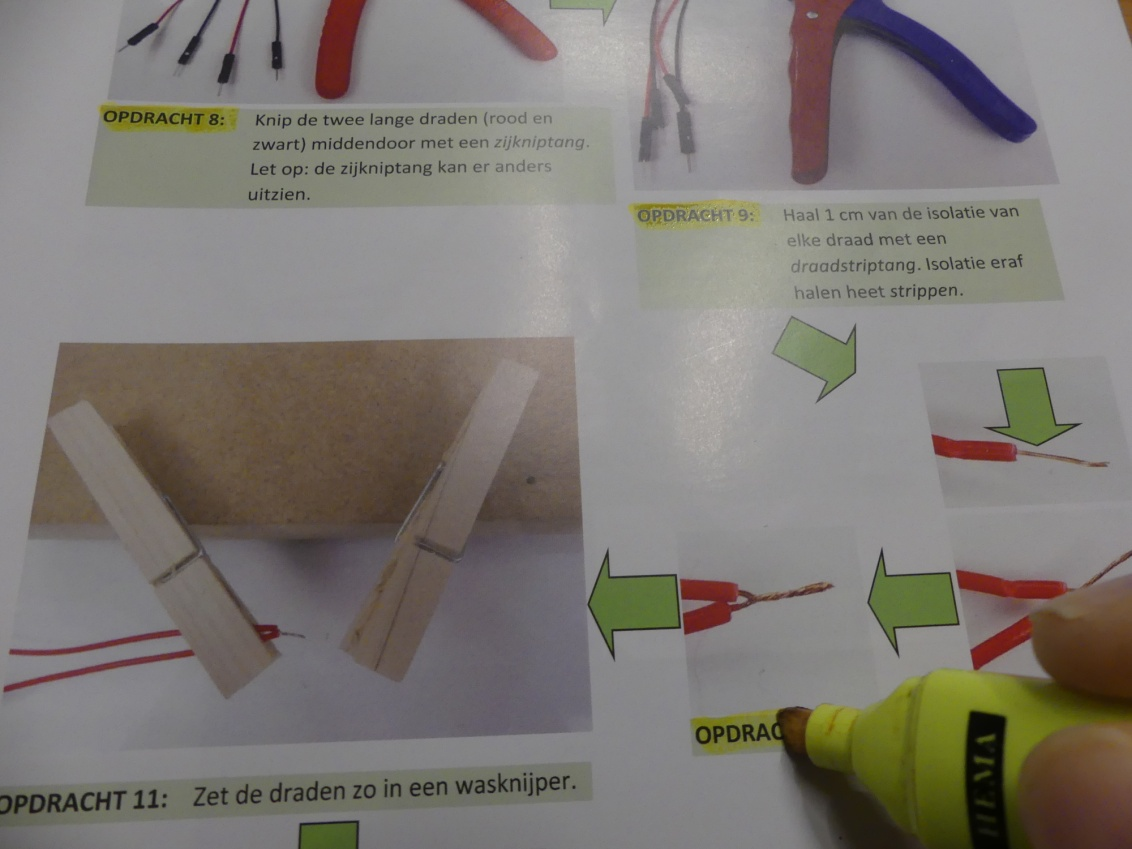 OPDRACHT 8: Knip de twee lange draden (rood en
zwart) middendoor met een zijkniptang.
Let op: de zijkniptang kan er anders
uitzien.
OPDRACHT 9: Haal 1 cm van de isolatie van
elke draad met een
draadstriptang. Isolatie eraf
halen heet strippen.
OPDRAC
OPDRACHT 11: Zet de draden zo in een wasknijper.
HEMA